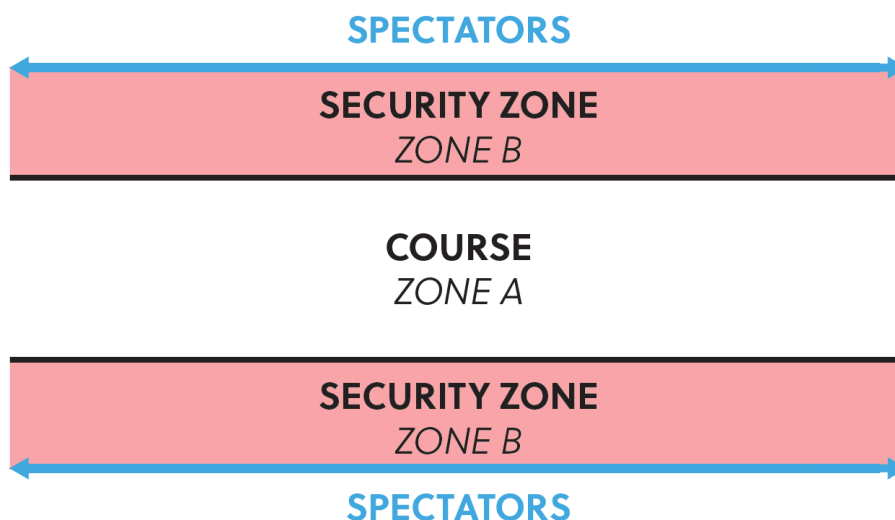 SPECTATORS
SECURITY ZONE
ZONE B
COURSE
ZONE A
SECURITY ZONE
ZONE B
SPECTATORS